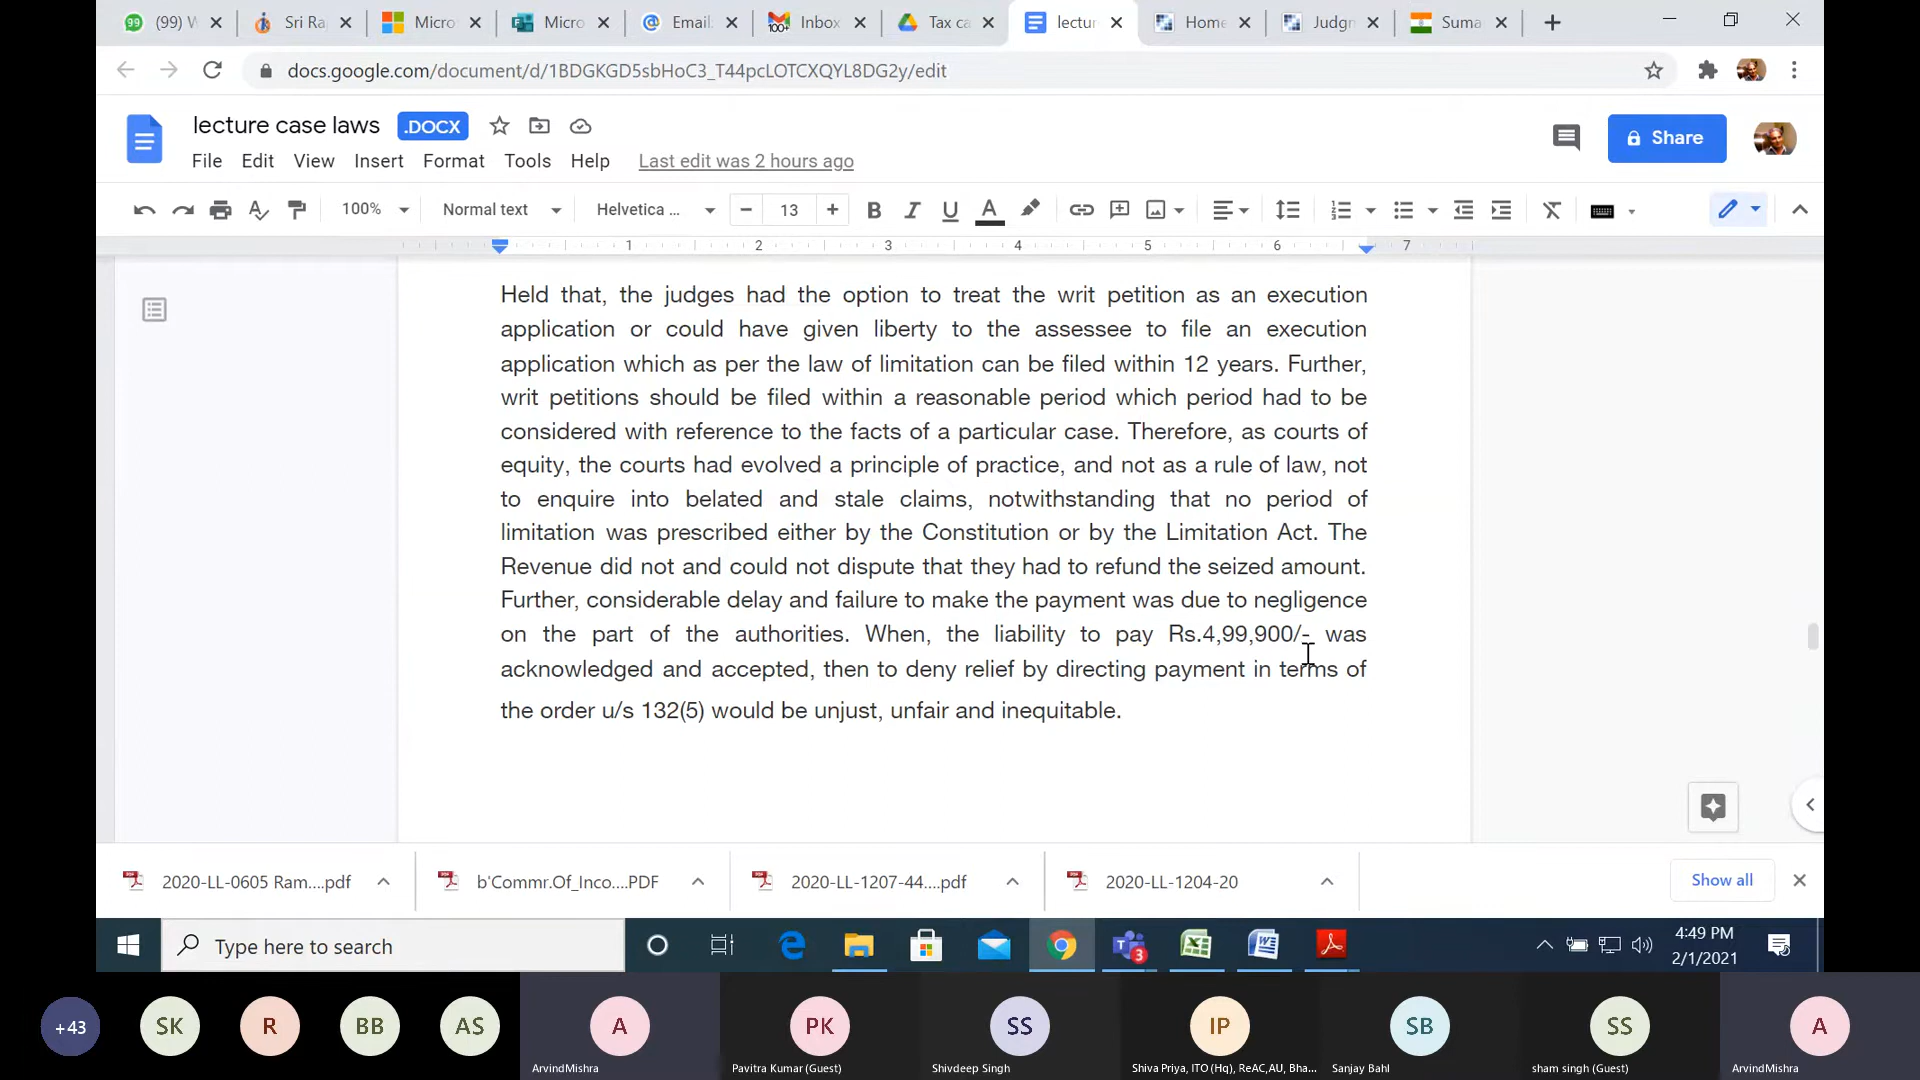 (99) W
Sri Ra
Micro
Micro
Email
Inbox
Tax ca
lectur
Home
Judgn
Suma
docs.google.com/document/d/1BDGKGD5sbHoC3_T44pcLOTCXQYL8DG2y/edit
lecture case laws .DOCX
Share
File Edit View Insert Format Tools Help Last edit was 2 hours ago
100% Normal text Helvetica ... 13
1 2 3 4 5 6 7
Held that, the judges had the option to treat the writ petition as an execution
application or could have given liberty to the assessee to file an execution
application which as per the law of limitation can be filed within 12 years. Further,
writ petitions should be filed within a reasonable period which period had to be
considered with reference to the facts of a particular case. Therefore, as courts of
equity, the courts had evolved a principle of practice, and not as a rule of law, not
to enquire into belated and stale claims, notwithstanding that no period of
limitation was prescribed either by the Constitution or by the Limitation Act. The
Revenue did not and could not dispute that they had to refund the seized amount.
Further, considerable delay and failure to make the payment was due to negligence
on the part of the authorities. When, the liability to pay Rs.4,99,900/- was
acknowledged and accepted, then to deny relief by directing payment in terms of
the order u/s 132(5) would be unjust, unfair and inequitable.
2020-LL-0605 Ram....pdf
b'Commr.Of_Inco....PDF
2020-LL-1207-44....pdf
2020-LL-1204-20
Show all
Type here to search
3
4:49 PM
2/1/2021
+43
SK
R
BB
AS
A
PK
SS
IP
SB
SS
A
ArvindMishra
Pavitra Kumar (Guest)
Shivdeep Singh
Shiva Priya, ITO (Hq), ReAC,AU, Bha...
Sanjay Bahl
sham singh (Guest)
ArvindMishra